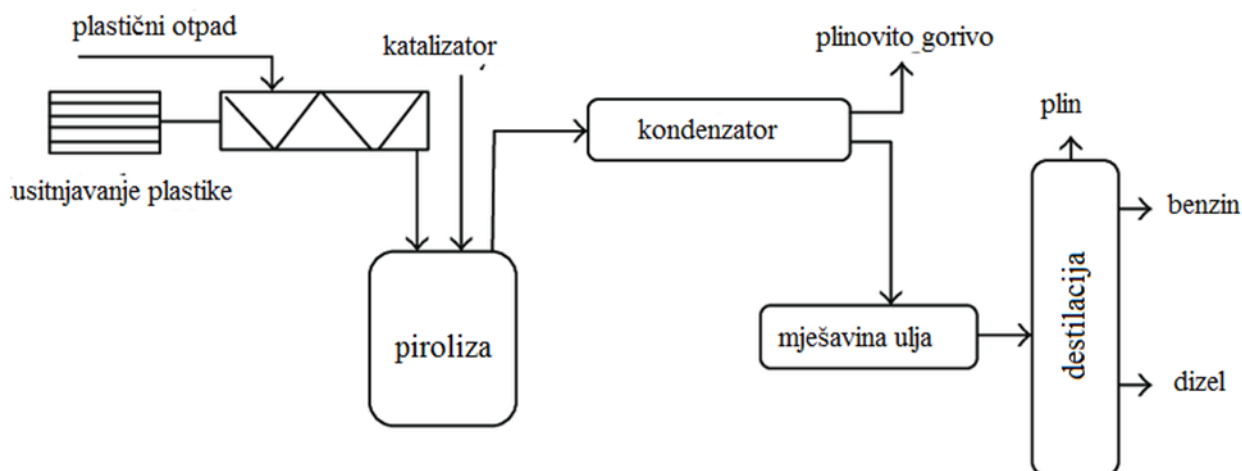 plastični otpad
katalizator
plinovito gorivo
plin
kondenzator
usitnjavanje plastike
benzin
destilacija
piroliza
mješavina ulja
dizel